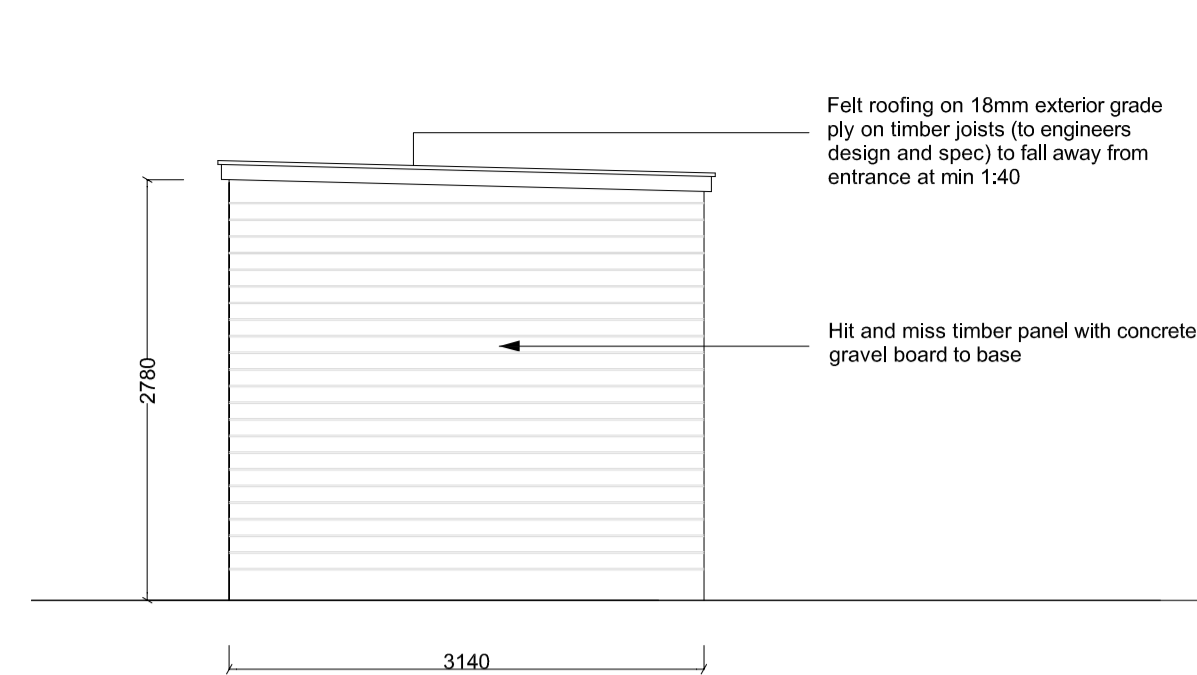 Felt roofing on 18mm exterior grade
ply on timber joists (to engineers
design and spec) to fall away from
entrance at min 1:40
Hit and miss timber panel with concrete
gravel board to base
2780
3140